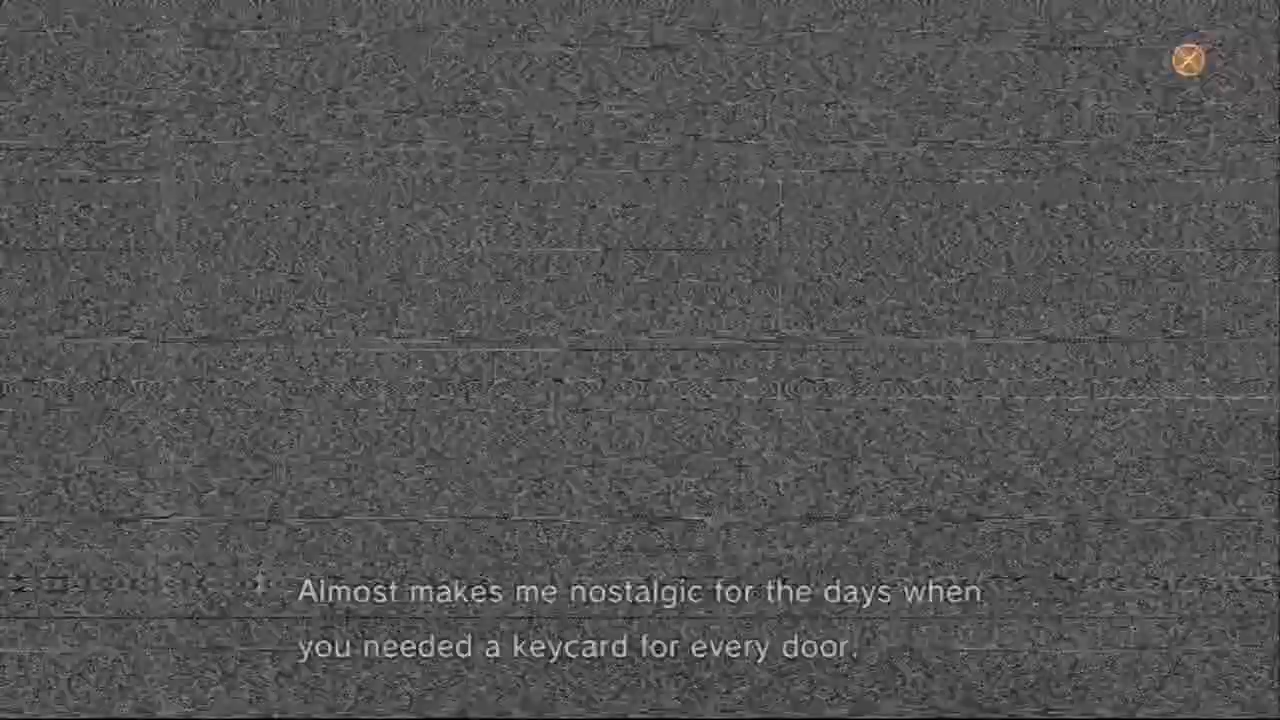 Almost makes me nostalgic for the days when
you needed a keycard for every door.